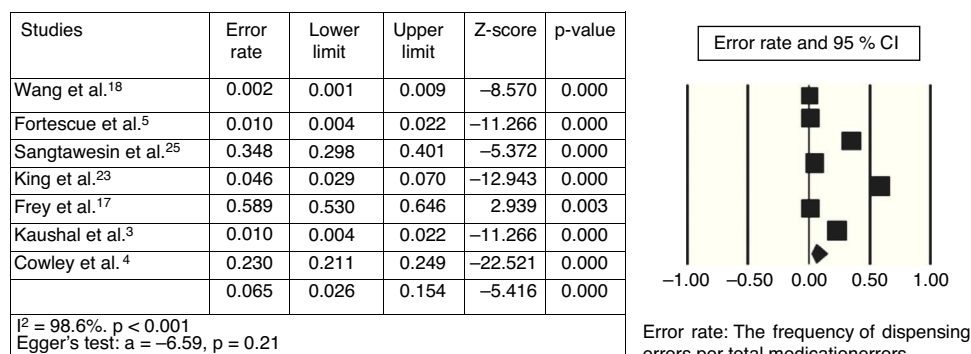 Studies Error rate Lower limit Upper limit Z-score p-value
Wang et al.18 0.002 0.001 0.009 –8.570 0.000
Fortescue et al.5 0.010 0.004 0.022 –11.266 0.000
Sangtawesin et al.25 0.348 0.298 0.401 –5.372 0.000
King et al.23 0.046 0.029 0.070 –12.943 0.000
Frey et al.17 0.589 0.530 0.646 2.939 0.003
Kaushal et al.3 0.010 0.004 0.022 –11.266 0.000
Cowley et al. 4 0.230 0.211 0.249 –22.521 0.000
0.065 0.026 0.154 –5.416 0.000
I2 = 98.6%. p < 0.001
Egger's test: a = –6.59, p = 0.21
Error rate and 95 % CI
–1.00 –0.50 0.00 0.50 1.00
Error rate: The frequency of dispensing
errors per total medicationerrors